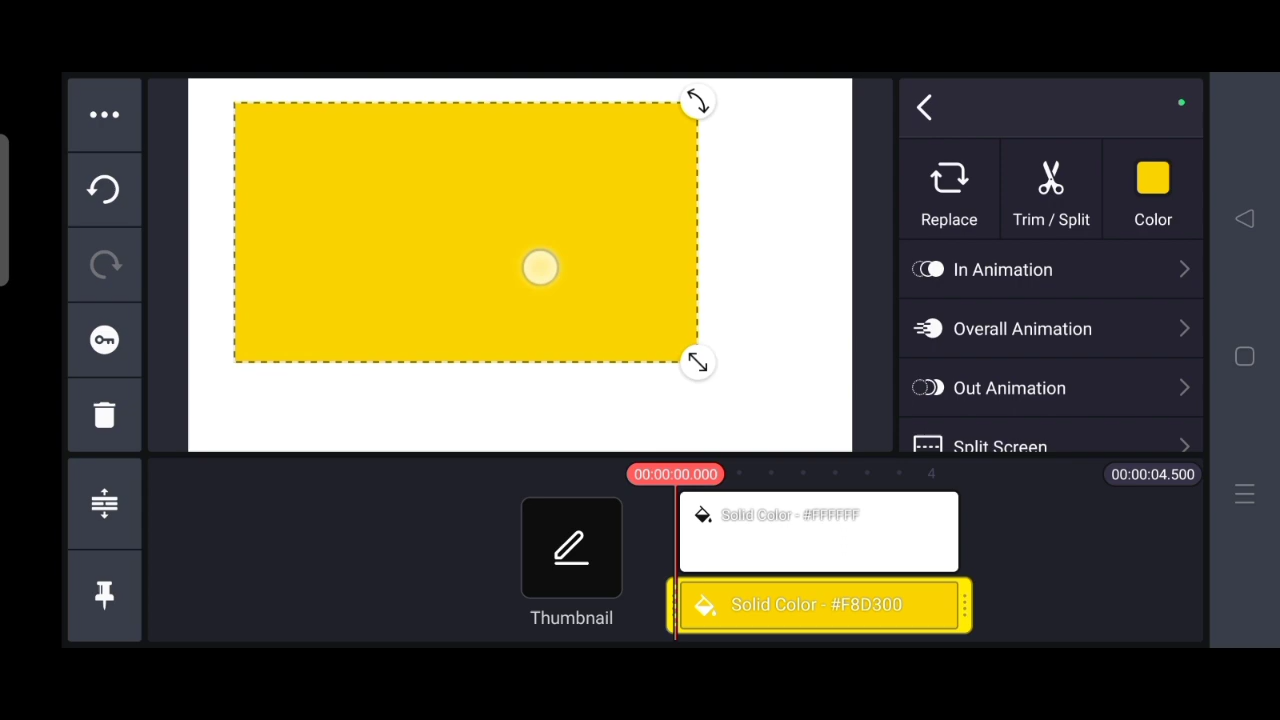 Replace
Trim / Split
Color
In Animation
Overall Animation
Out Animation
Split Screen
00:00:00.000
4
00:00:04.500
Solid Color - #FFFFFF
Thumbnail
Solid Color - #F8D300